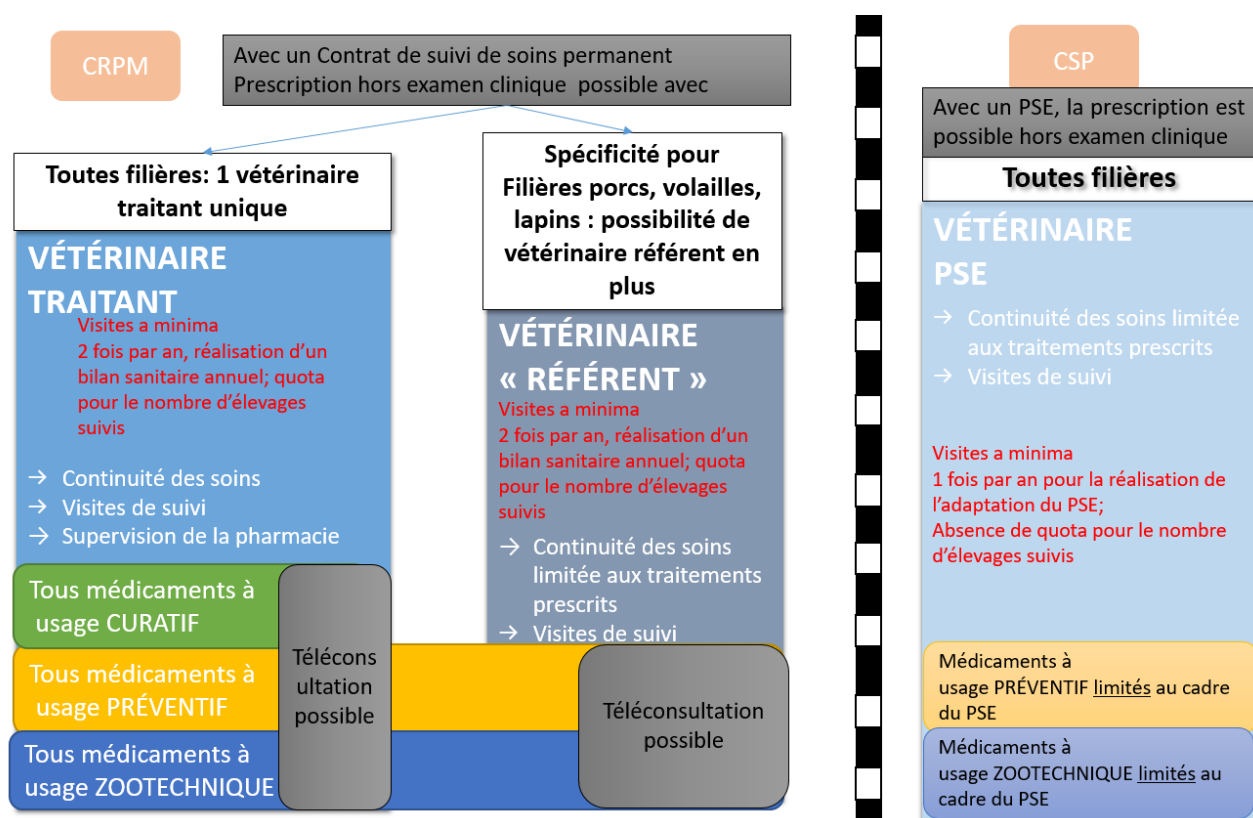 CRPM
Avec un Contrat de suivi de soins permanent
Prescription hors examen clinique possible avec
Toutes filières: 1 vétérinaire
traitant unique
VÉTÉRINAIRE
TRAITANT
Visites a minima
2 fois par an, réalisation d’un
bilan sanitaire annuel; quota
pour le nombre d’élevages
suivis
→ Continuité des soins
→ Visites de suivi
→ Supervision de la pharmacie
Spécificité pour
Filières porcs, volailles,
lapins : possibilité de
vétérinaire référent en
plus
VÉTÉRINAIRE
« RÉFÉRENT »
Visites a minima
2 fois par an, réalisation d’un
bilan sanitaire annuel; quota
pour le nombre d’élevages
suivis
→ Continuité des soins
limitée aux traitements
prescrits
→ Visites de suivi
Tous médicaments à
usage CURATIF
Tous médicaments à
usage PRÉVENTIF
Tous médicaments à
usage ZOOTECHNIQUE
Télécons
ultation
possible
Téléconsultation
possible
CSP
Avec un PSE, la prescription est
possible hors examen clinique
Toutes filières
VÉTÉRINAIRE
PSE
→ Continuité des soins limitée
aux traitements prescrits
→ Visites de suivi
Visites a minima
1 fois par an pour la réalisation de
l’adaptation du PSE;
Absence de quota pour le nombre
d’élevages suivis
Médicaments à
usage PRÉVENTIF limités au cadre
du PSE
Médicaments à
usage ZOOTECHNIQUE limités au
cadre du PSE